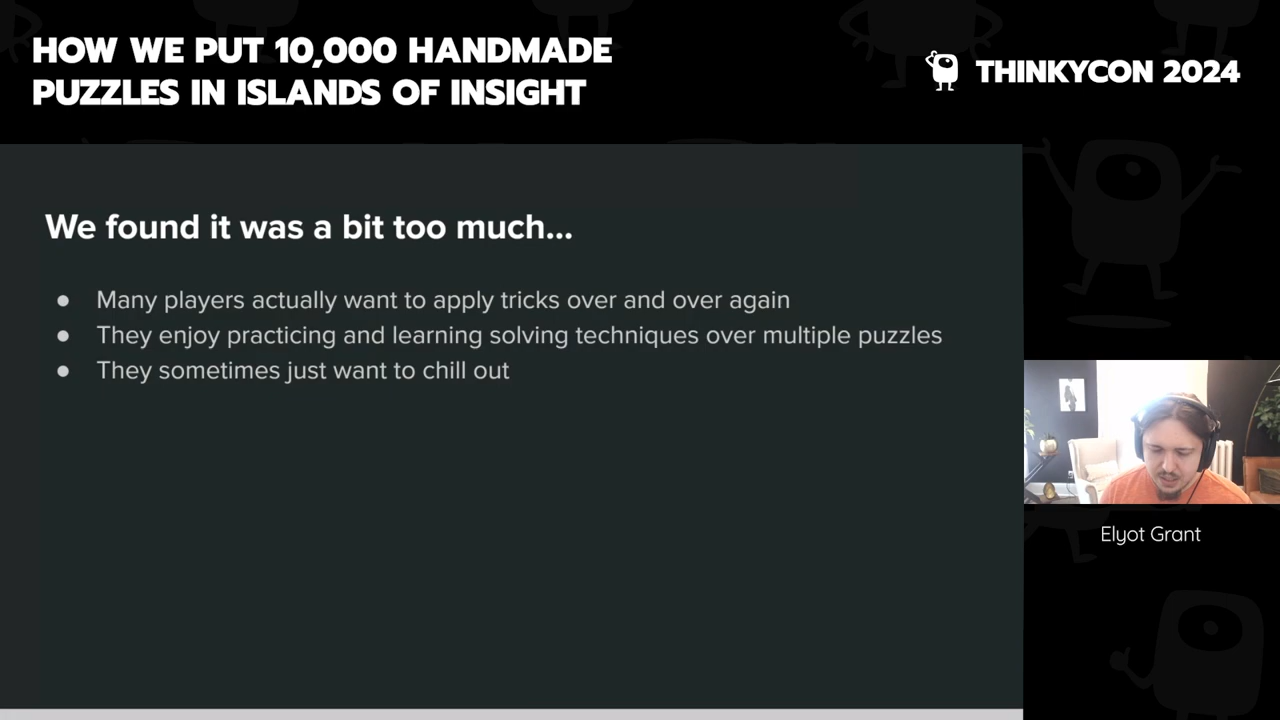 HOW WE PUT 10,000 HANDMADE
PUZZLES IN ISLANDS OF INSIGHT
THINKYCON 2024
We found it was a bit too much...
● Many players actually want to apply tricks over and over again
● They enjoy practicing and learning solving techniques over multiple puzzles
● They sometimes just want to chill out
Elyot Grant